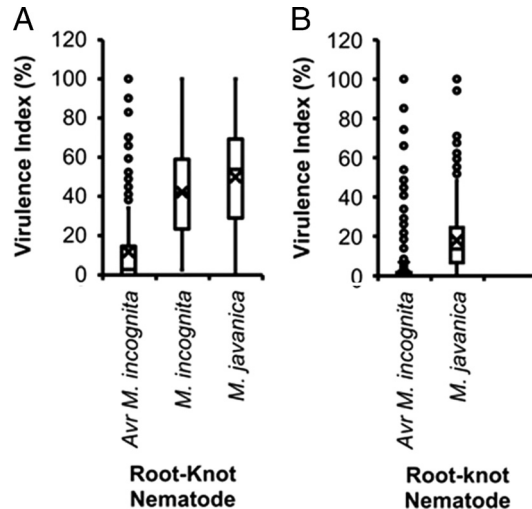 A
Virulence Index (%)
120
100
80
60
40
20
0
Avr M. incognita
M. incognita
M. javanica
Root-Knot
Nematode
B
Virulence Index (%)
120
100
80
60
40
20
0
Avr M. incognita
M. javanica
Root-knot
Nematode